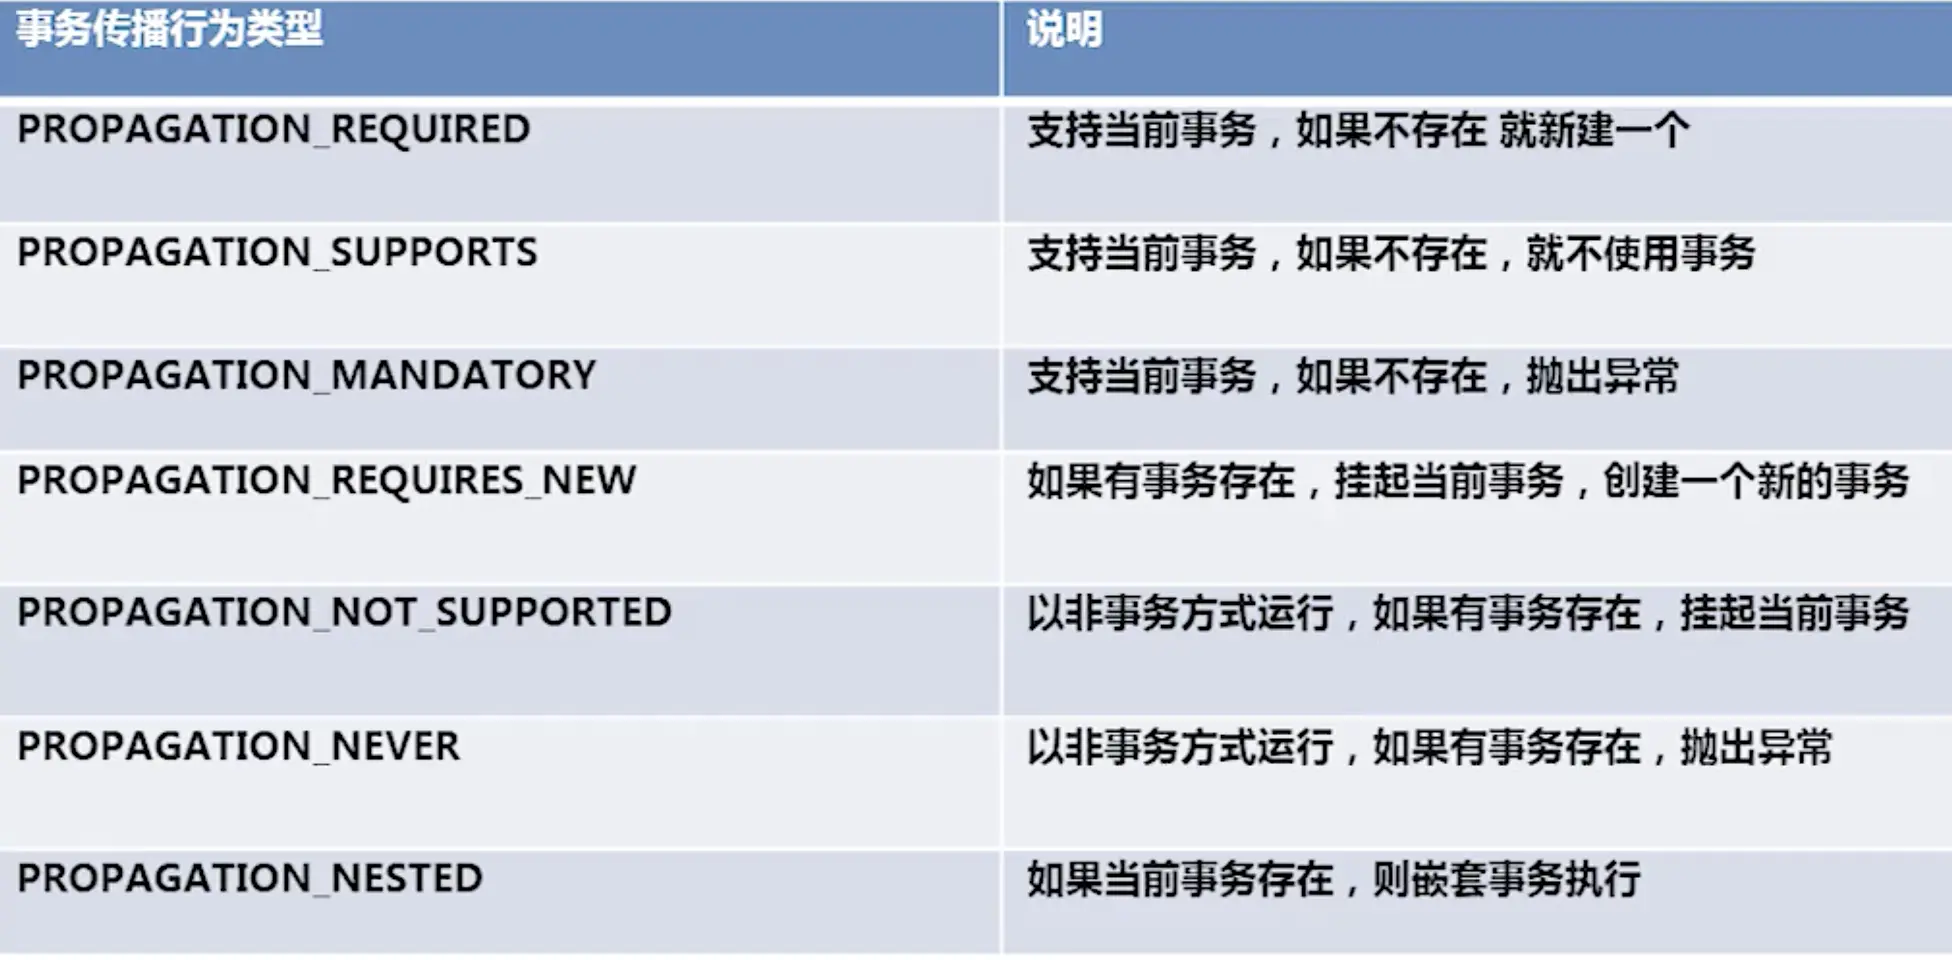 事务传播行为类型 说明
PROPAGATION_REQUIRED 支持当前事务，如果不存在 就新建一个
PROPAGATION_SUPPORTS 支持当前事务，如果不存在，就不使用事务
PROPAGATION_MANDATORY 支持当前事务，如果不存在，抛出异常
PROPAGATION_REQUIRES_NEW 如果有事务存在，挂起当前事务，创建一个新的事务
PROPAGATION_NOT_SUPPORTED 以非事务方式运行，如果有事务存在，挂起当前事务
PROPAGATION_NEVER 以非事务方式运行，如果有事务存在，抛出异常
PROPAGATION_NESTED 如果当前事务存在，则嵌套事务执行